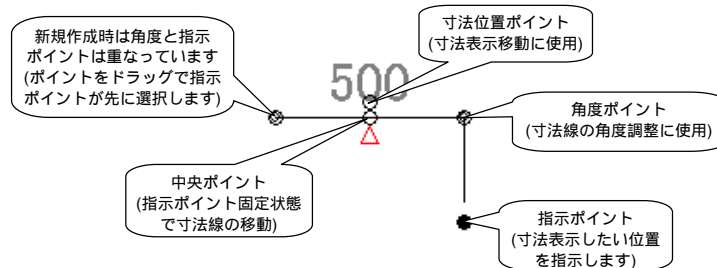 新規作成時は角度と指示
ポイントは重なっています
(ポイントをドラッグで指示
ポイントが先に選択します)
寸法位置ポイント
(寸法表示移動に使用)
500
角度ポイント
(寸法線の角度調整に使用)
中央ポイント
(指示ポイント固定状態
で寸法線の移動)
指示ポイント
(寸法表示したい位置
を指示します)